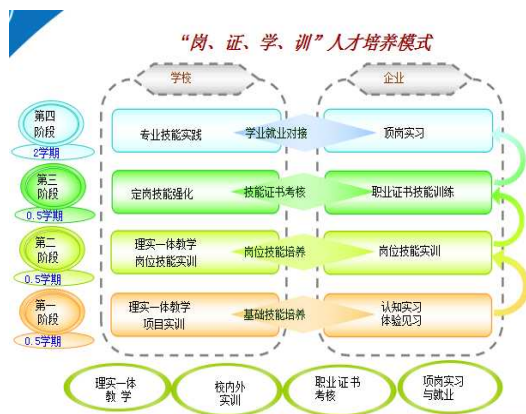 “岗、证、学、训”人才培养模式
学校
企业
第四
阶段
2学期
专业技能实践
学业就业对接
顶岗实习
第三
阶段
0.5学期
定岗技能强化
技能证书考核
职业证书技能训练
第二
阶段
0.5学期
理实一体教学
岗位技能实训
岗位技能培养
岗位技能实训
第一
阶段
0.5学期
理实一体教学
项目实训
基础技能培养
认知实习
体验见习
理实一体
教 学
校内外
实训
职业证书
考核
顶岗实习
与就业